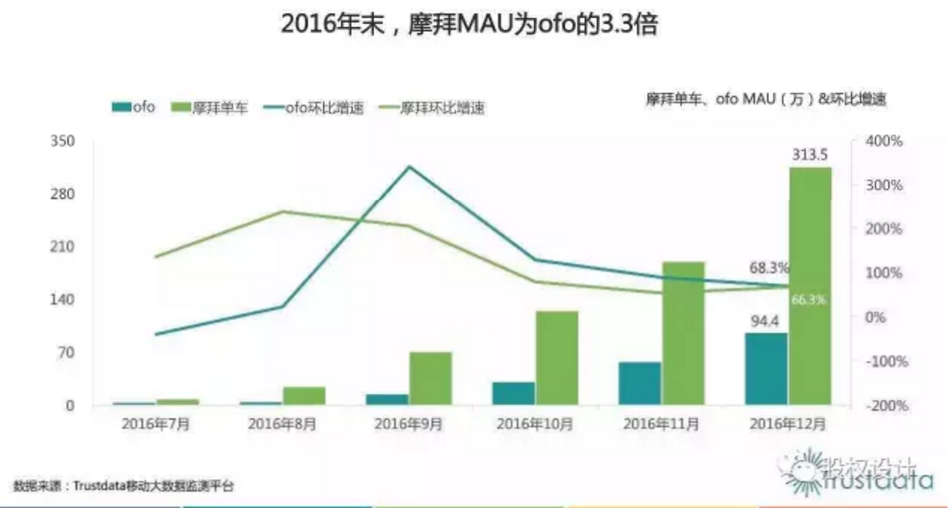 2016年末，摩拜MAU为ofo的3.3倍
ofo 摩拜单车 ofo环比增速 摩拜环比增速
摩拜单车、ofo MAU（万）&环比增速
350
280
210
140
70
0
400%
300%
200%
100%
0%
-100%
-200%
313.5
68.3%
66.3%
94.4
2016年7月 2016年8月 2016年9月 2016年10月 2016年11月 2016年12月
数据来源：Trustdata移动大数据监测平台
股权设计
trustdata